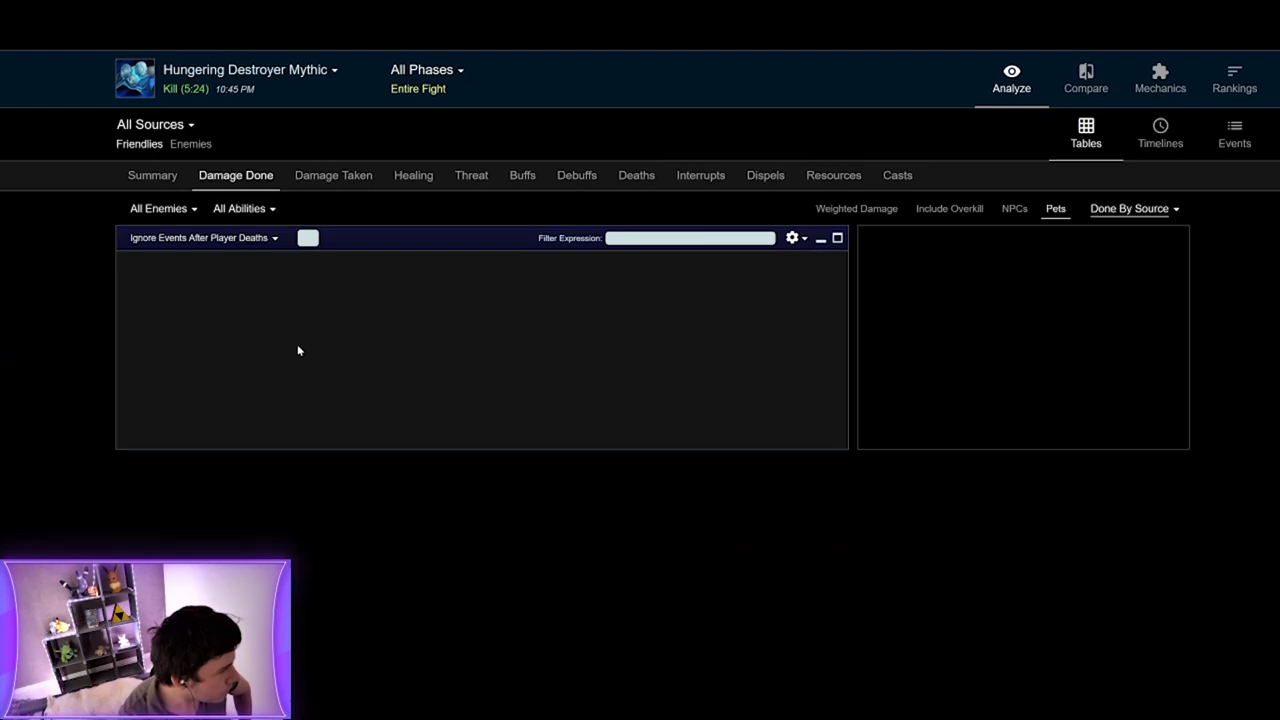 Hungering Destroyer Mythic
Kill (5:24) 10:45 PM
All Phases
Entire Fight
Analyze
Compare
Mechanics
Rankings
All Sources
Friendlies Enemies
Tables
Timelines
Events
Summary Damage Done Damage Taken Healing Threat Buffs Debuffs Deaths Interrupts Dispels Resources Casts
All Enemies All Abilities Weighted Damage Include Overkill NPCs Pets Done By Source
Ignore Events After Player Deaths Filter Expression: